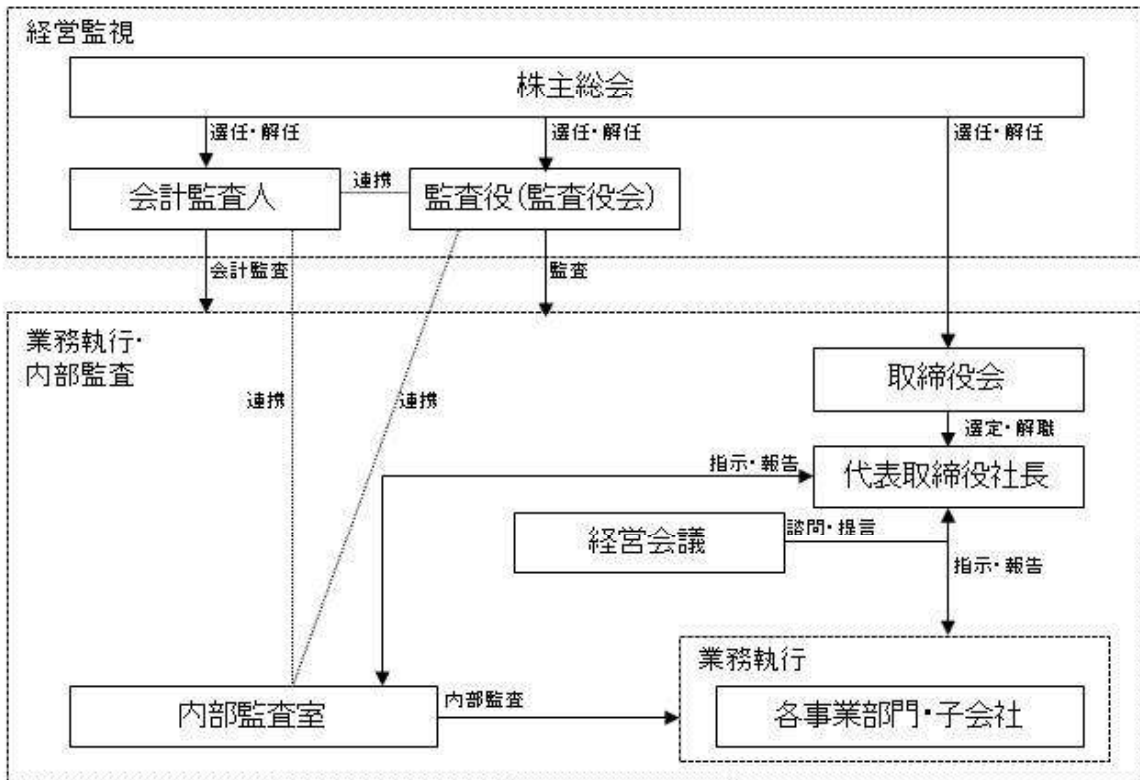 経営監視
株主総会
選任・解任
選任・解任
選任・解任
会計監査人
連携
監査役(監査役会)
会計監査
監査
業務執行・
内部監査
取締役会
選定・解職
連携
連携
指示・報告
代表取締役社長
経営会議
諮問・提言
指示・報告
業務執行
内部監査室
内部監査
各事業部門・子会社